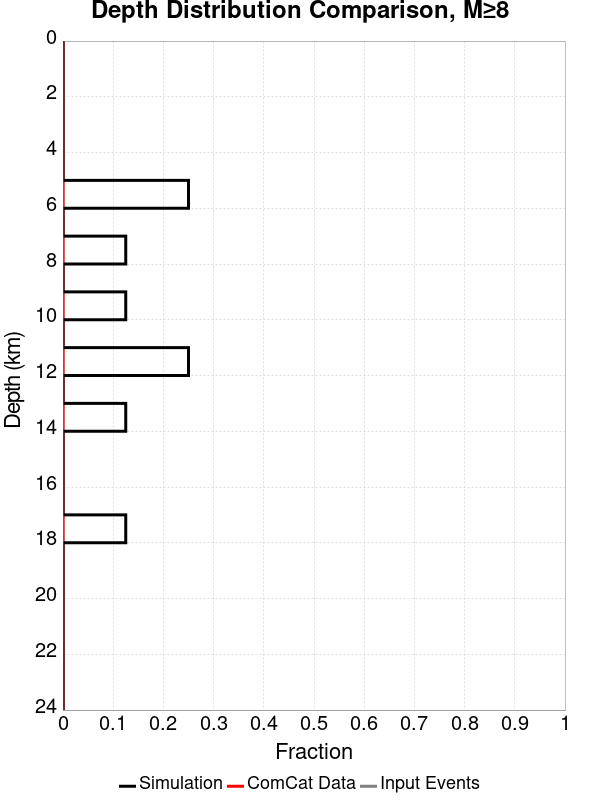 Depth Distribution Comparison, M≥8
0
2
4
6
8
10
12
14
16
18
20
22
24
Depth (km)
0 0.1 0.2 0.3 0.4 0.5 0.6 0.7 0.8 0.9 1
Fraction
Simulation ComCat Data Input Events